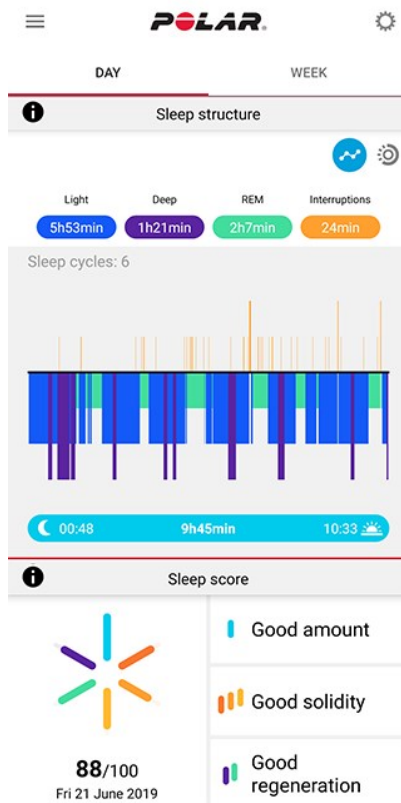 POLAR
DAY WEEK
Sleep structure
Light Deep REM Interruptions
5h53min 1h21min 2h7min 24min
Sleep cycles: 6
00:48 9h45min 10:33
Sleep score
Good amount
Good solidity
88/100
Fri 21 June 2019
Good
regeneration